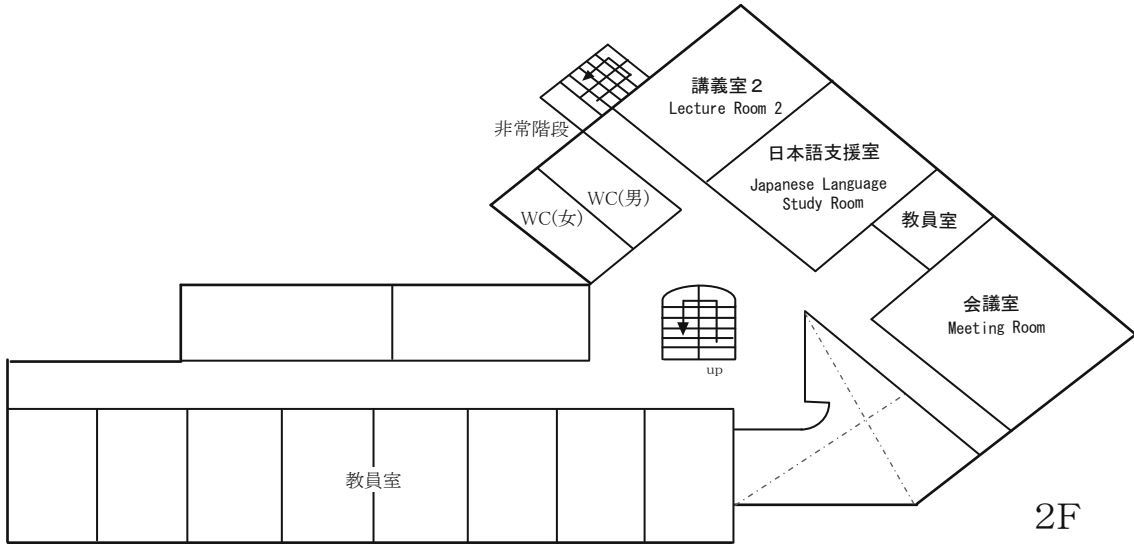 講義室２
Lecture Room 2
非常階段
日本語支援室
Japanese Language
Study Room
WC(男)
WC(女)
教員室
会議室
Meeting Room
up
教員室
2F